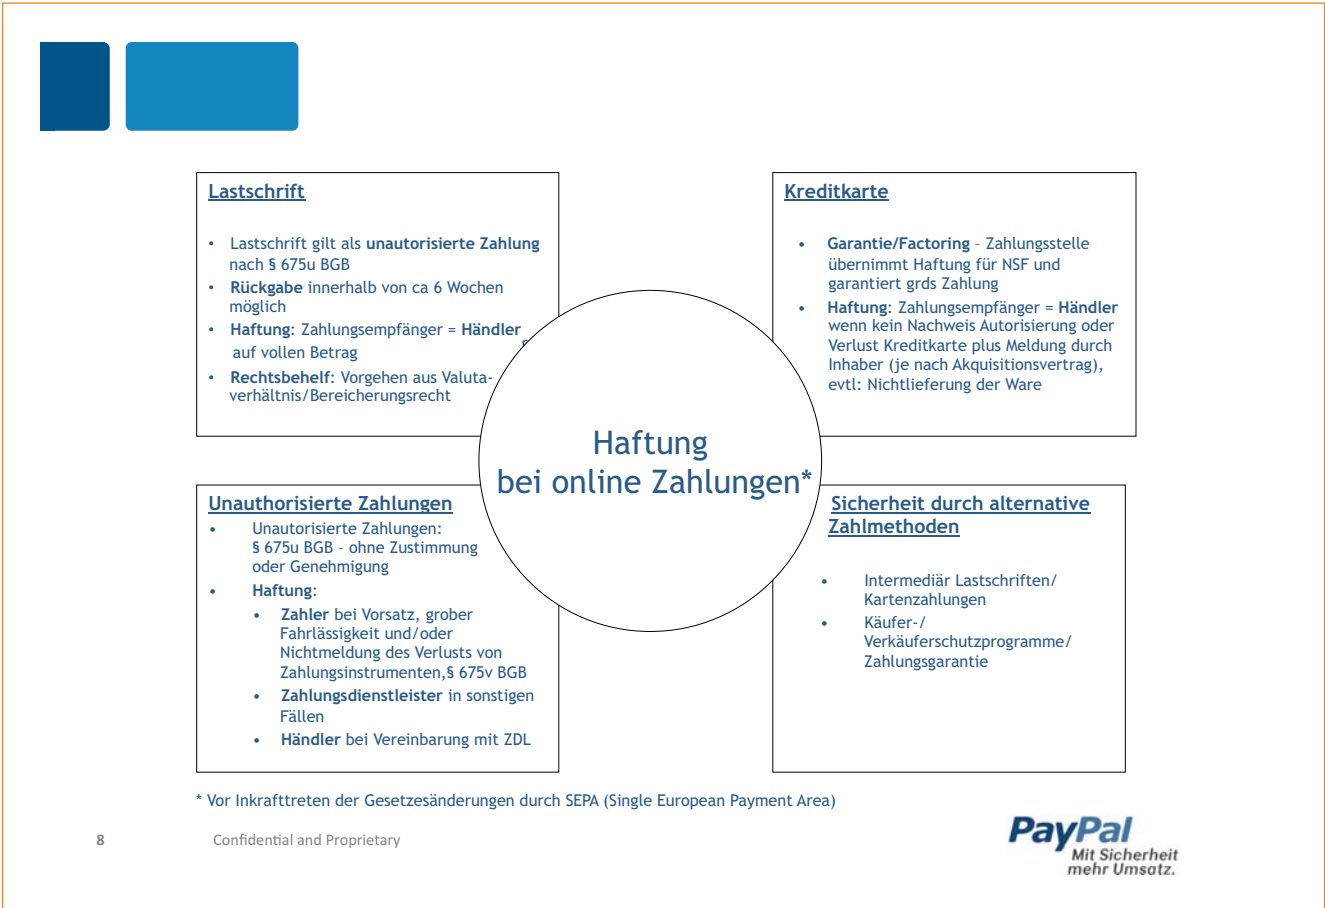 Lastschrift
• Lastschrift gilt als unautorisierte Zahlung
nach § 675u BGB
• Rückgabe innerhalb von ca 6 Wochen
möglich
• Haftung: Zahlungsempfänger = Händler
auf vollen Betrag
• Rechtsbehelf: Vorgehen aus Valuta-
verhältnis/Bereicherungsrecht
Kreditkarte
• Garantie/Factoring – Zahlungsstelle
übernimmt Haftung für NSF und
garantiert grds Zahlung
• Haftung: Zahlungsempfänger = Händler
wenn kein Nachweis Autorisierung oder
Verlust Kreditkarte plus Meldung durch
Inhaber (je nach Akquisitionsvertrag),
evtl: Nichtlieferung der Ware
Haftung
bei online Zahlungen*
Unauthorisierte Zahlungen
• Unautorisierte Zahlungen:
§ 675u BGB – ohne Zustimmung
oder Genehmigung
• Haftung:
• Zahler bei Vorsatz, grober
Fahrlässigkeit und/oder
Nichtmeldung des Verlusts von
Zahlungsinstrumenten,§ 675v BGB
• Zahlungsdienstleister in sonstigen
Fällen
• Händler bei Vereinbarung mit ZDL
Sicherheit durch alternative
Zahlmethoden
• Intermediär Lastschriften/
Kartenzahlungen
• Käufer-/
Verkäuferschutzprogramme/
Zahlungsgarantie
* Vor Inkrafttreten der Gesetzesänderungen durch SEPA (Single European Payment Area)
8 Confidential and Proprietary
PayPal
Mit Sicherheit
mehr Umsatz.